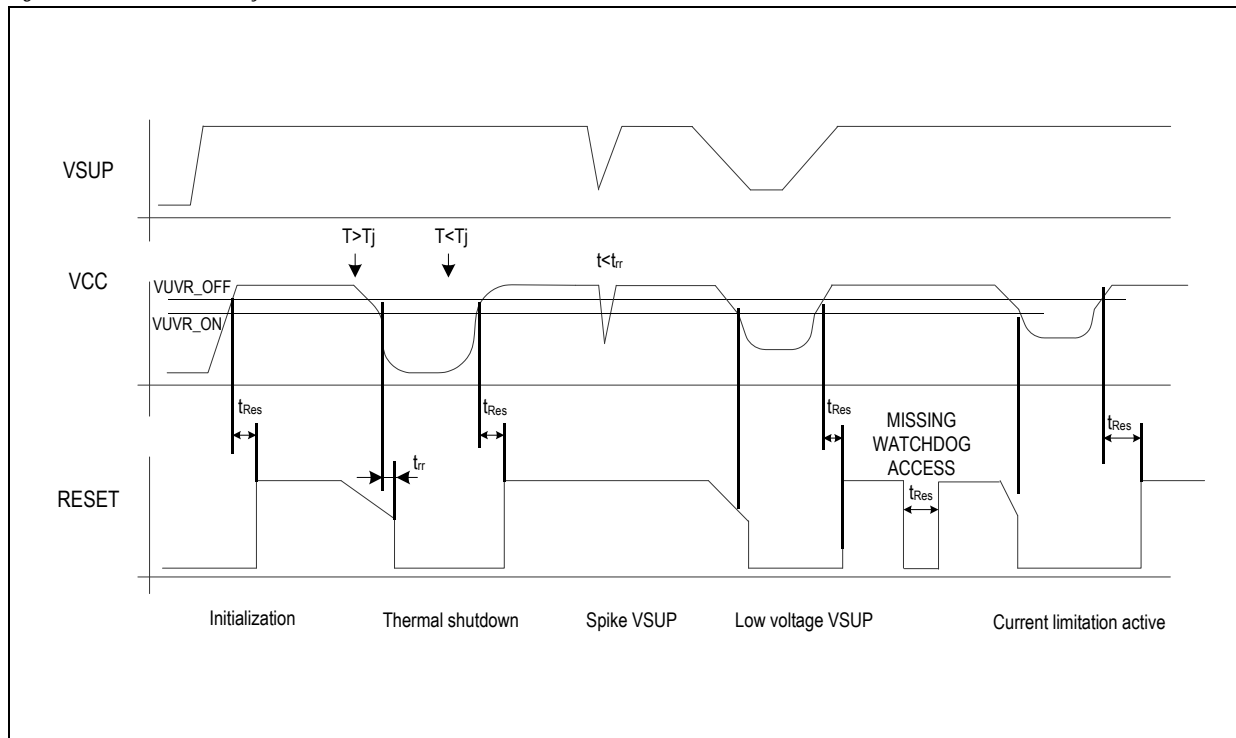 VSUP
T>Tj
T<Tj
t<trr
VCC
VUVR_OFF
VUVR_ON
tRes
tRes
trr
tRes
MISSING
WATCHDOG
ACCESS
tRes
tRes
RESET
Initialization
Thermal shutdown
Spike VSUP
Low voltage VSUP
Current limitation active